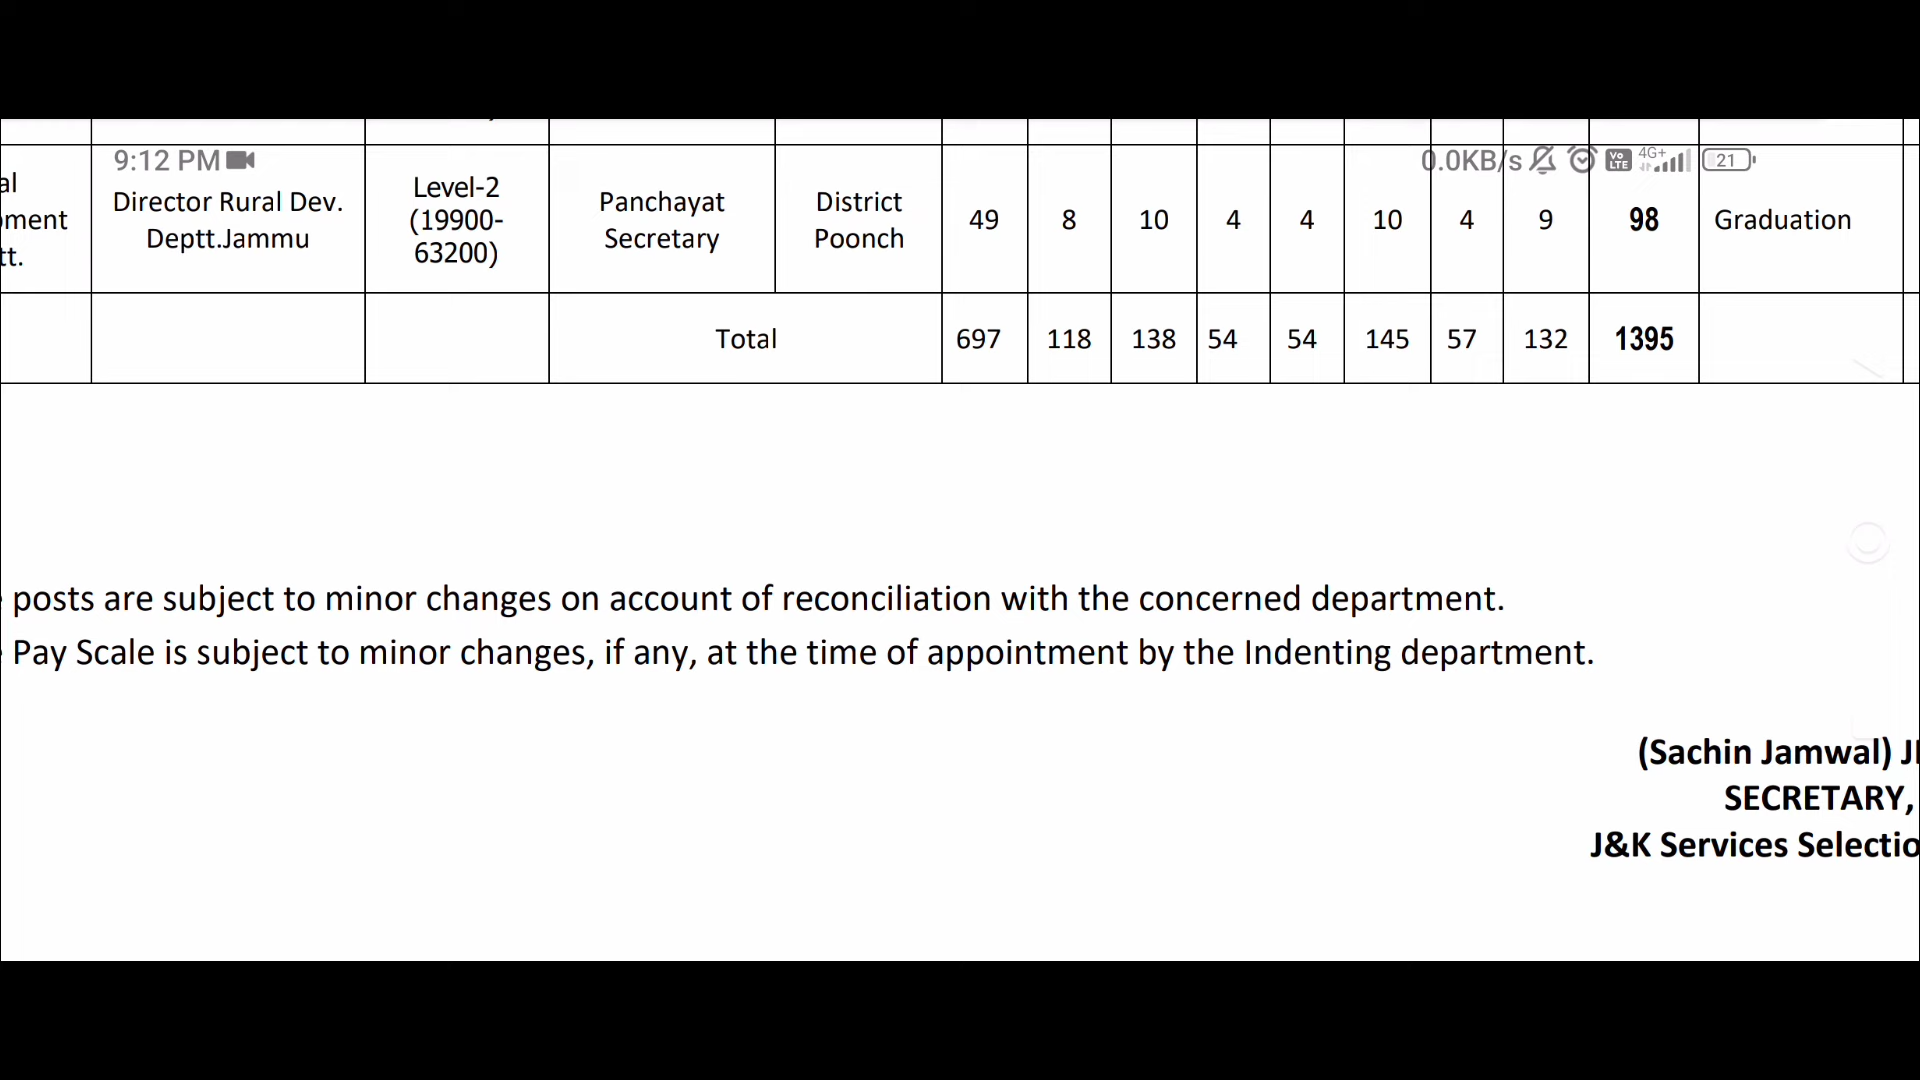 9:12 PM
0.0KB/s
Vo LTE
4G+
21
al
Director Rural Dev.
Deptt.Jammu
Level-2
(19900-
63200)
Panchayat
Secretary
District
Poonch
49 8 10 4 4 10 4 9 98 Graduation
Total 697 118 138 54 54 145 57 132 1395
posts are subject to minor changes on account of reconciliation with the concerned department.
Pay Scale is subject to minor changes, if any, at the time of appointment by the Indenting department.
(Sachin Jamwal)
SECRETARY,
J&K Services